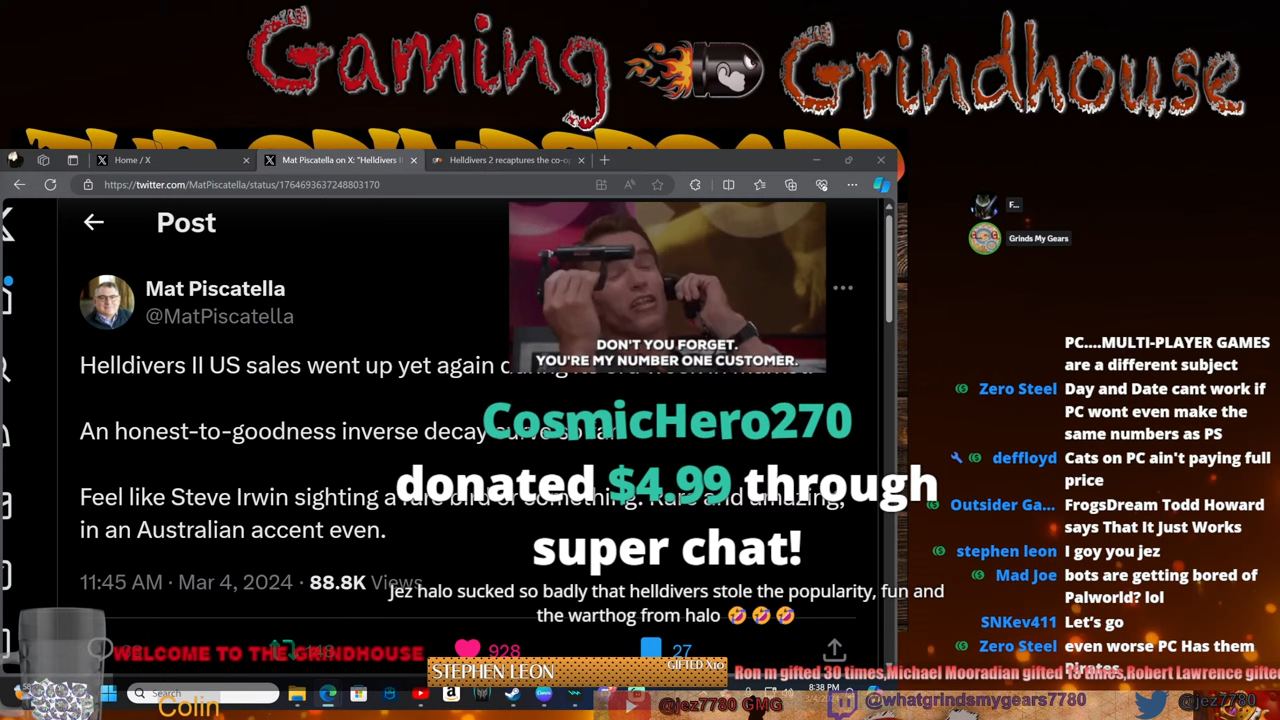 Gaming Grindhouse
Home / X
Mat Piscatella on X: "Helldivers I
Helldivers 2 recaptures the co-o
https://twitter.com/MatPiscatella/status/1764693637248803170
Post
Mat Piscatella
@MatPiscatella
Helldivers II US sales went up yet again
An honest-to-goodness inverse decay
Feel like Steve Irwin sighting a rare bird or something. Rare and amazing,
in an Australian accent even.
11:45 AM · Mar 4, 2024 · 88.8K Views
928
27
DON'T YOU FORGET.
YOU'RE MY NUMBER ONE CUSTOMER.
CosmicHero270
donated $4.99 through
super chat!
jez halo sucked so badly that helldivers stole the popularity, fun and
the warthog from halo 🤣🤣🤣
F...
Grinds My Gears
PC....MULTI-PLAYER GAMES
are a different subject
Zero Steel Day and Date cant work if
PC wont even make the
same numbers as PS
deffloyd Cats on PC ain't paying full
price
Outsider Ga... FrogsDream Todd Howard
says That It Just Works
stephen leon I goy you jez
Mad Joe bots are getting bored of
Palworld? lol
SNKev411 Let's go
Zero Steel even worse PC Has them
Pirates
WELCOME TO THE GRINDHOUSE
STEPHEN LEON
GIFTED X10
Ron m gifted 30 times,Michael Mooradian gifted 18 times,Robert Lawrence gifte
Search
8:38 PM
Colin
@jez7780 GMG
@whatgrindsmygears7780
@jez7780